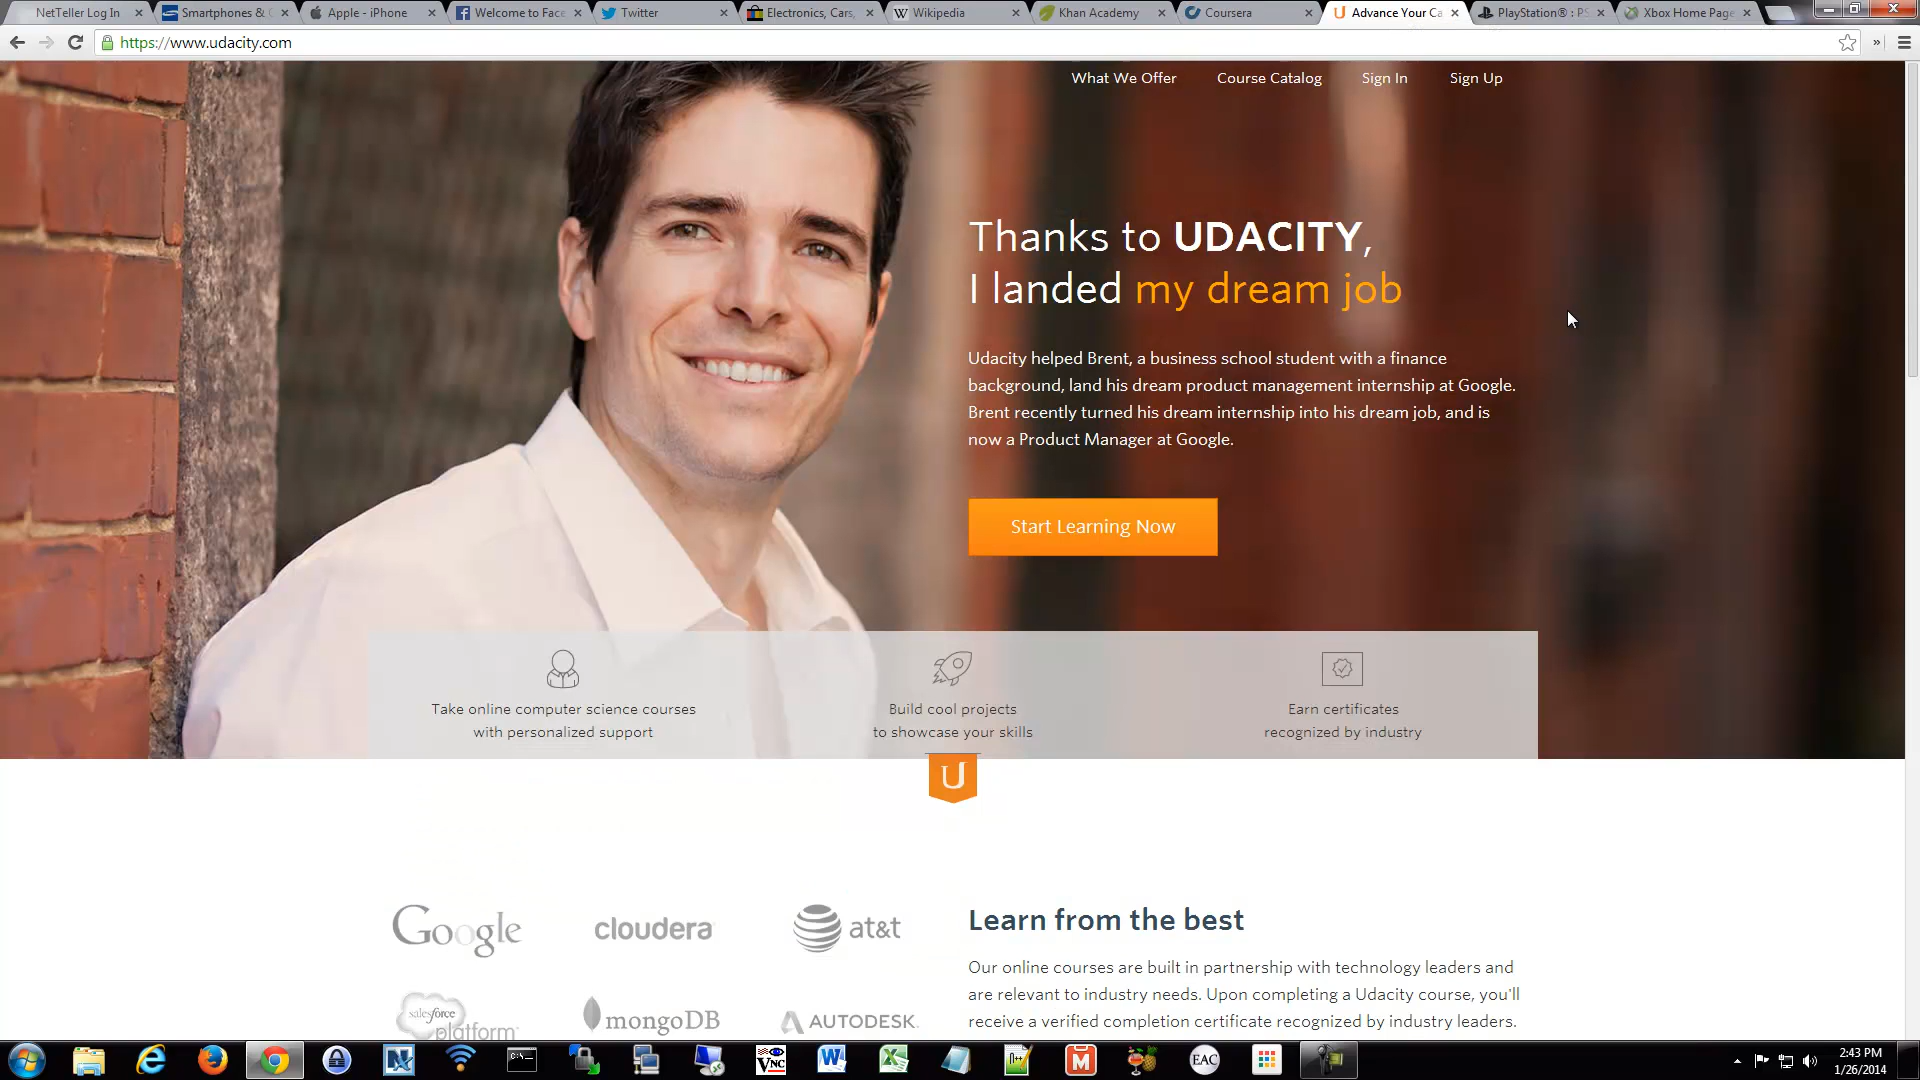 NetTeller Log In
Smartphones & C
Apple - iPhone
Welcome to Face
Twitter
Electronics, Cars,
Wikipedia
Khan Academy
Coursera
Advance Your Ca
PlayStation® : PS
Xbox Home Page
https://www.udacity.com
What We Offer
Course Catalog
Sign In
Sign Up
Thanks to UDACITY,
I landed my dream job
Udacity helped Brent, a business school student with a finance
background, land his dream product management internship at Google.
Brent recently turned his dream internship into his dream job, and is
now a Product Manager at Google.
Start Learning Now
Take online computer science courses
with personalized support
Build cool projects
to showcase your skills
Earn certificates
recognized by industry
U
Google
cloudera
at&t
salesforce
platform
mongoDB
AUTODESK
Learn from the best
Our online courses are built in partnership with technology leaders and
are relevant to industry needs. Upon completing a Udacity course, you'll
receive a verified completion certificate recognized by industry leaders.
VNC
EAC
2:43 PM
1/26/2014